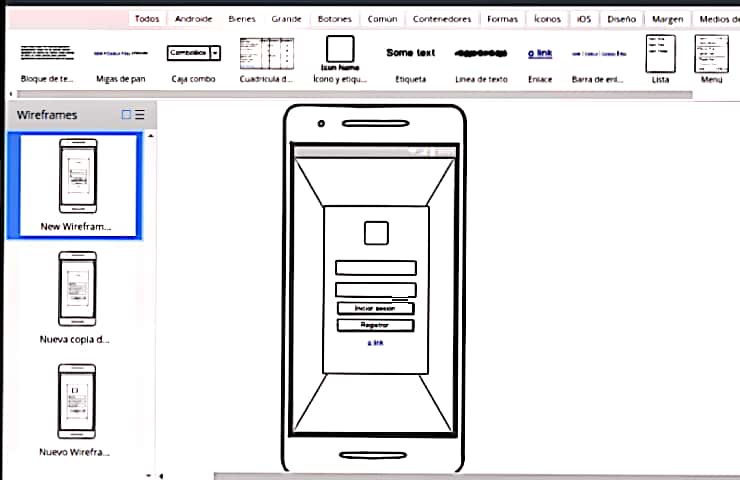 Todos Androide Bienes Grande Botones Común Contenedores Formas Íconos iOS Diseño Margen Medios de
Combobox Icon Name Some text a link
Bloque de te... Migas de pan Caja combo Cuadrícula d... Ícono y etiqu... Etiqueta Línea de texto Enlace Barra de enl... Lista Menú
Wireframes
New Wirefram...
Nueva copia d...
Nuevo Wirefra...
Iniciar sesion
Registrar
a link